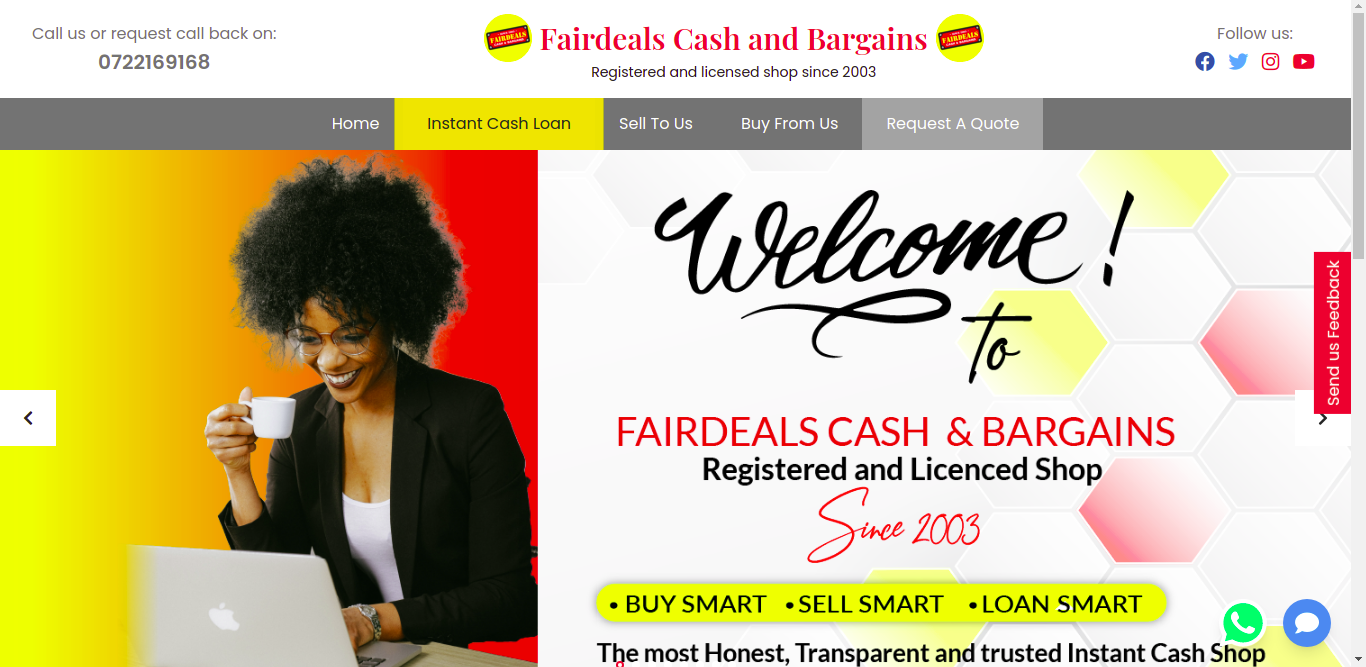 Call us or request call back on:
0722169168
FAIRDEALS
Fairdeals Cash and Bargains
FAIRDEALS
Registered and licensed shop since 2003
Follow us:
Home
Instant Cash Loan
Sell To Us
Buy From Us
Request A Quote
Welcome!
to
FAIRDEALS CASH & BARGAINS
Registered and Licenced Shop
Since 2003
• BUY SMART • SELL SMART • LOAN SMART
The most Honest, Transparent and trusted Instant Cash Shop
Send us Feedback